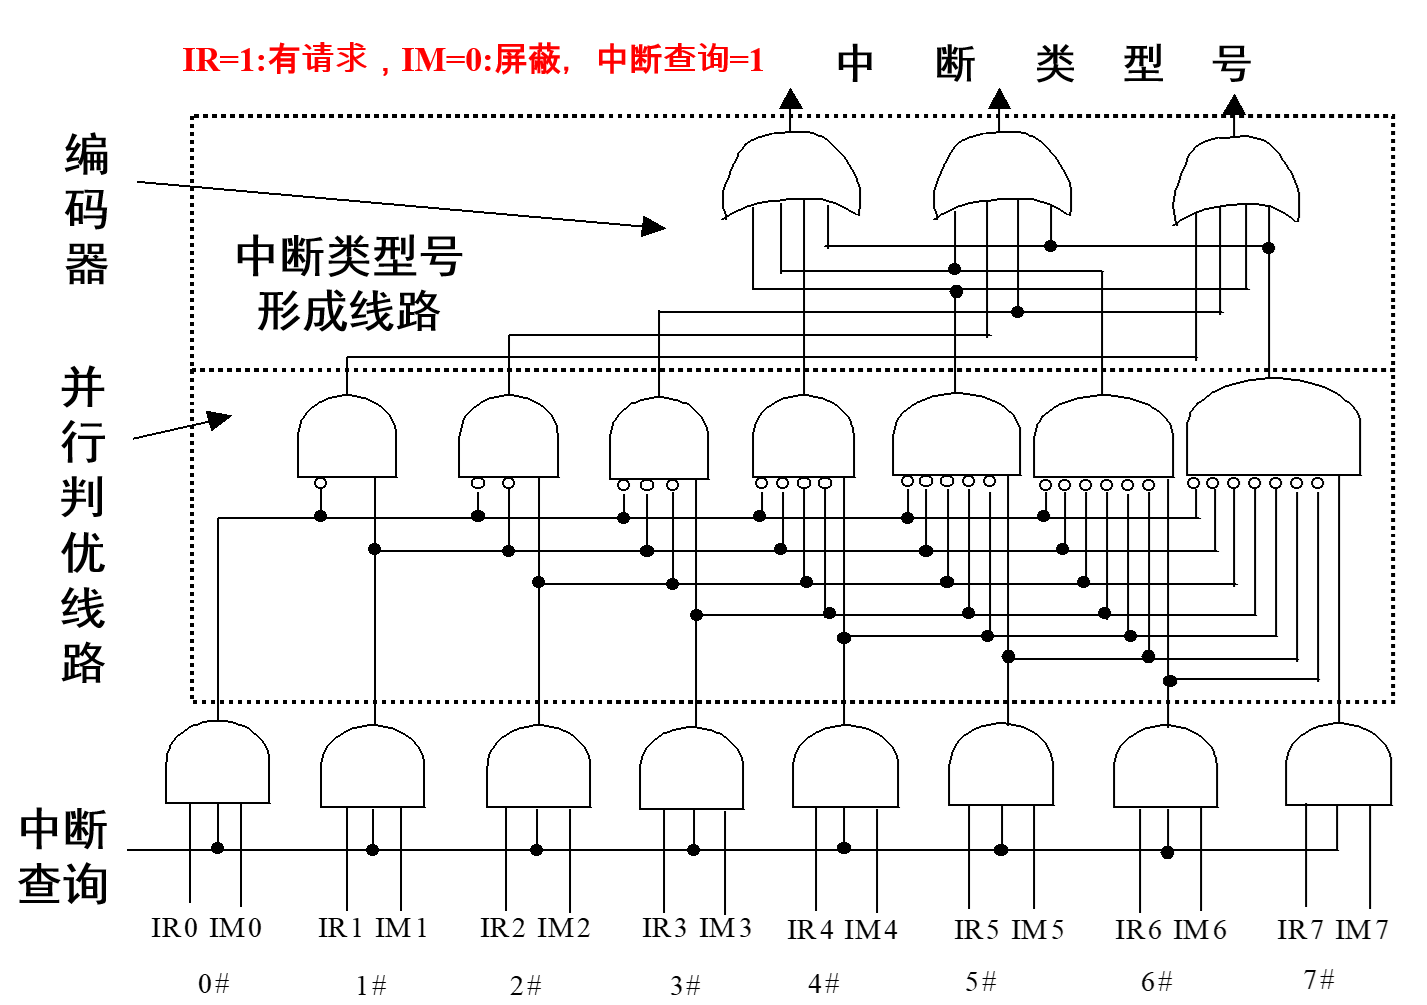 IR=1:有请求，IM=0:屏蔽, 中断查询=1
中 断 类 型 号
编码器
中断类型号
形成线路
并行判优线路
中断
查询
IR0 IM0 IR1 IM1 IR2 IM2 IR3 IM3 IR4 IM4 IR5 IM5 IR6 IM6 IR7 IM7
0# 1# 2# 3# 4# 5# 6# 7#